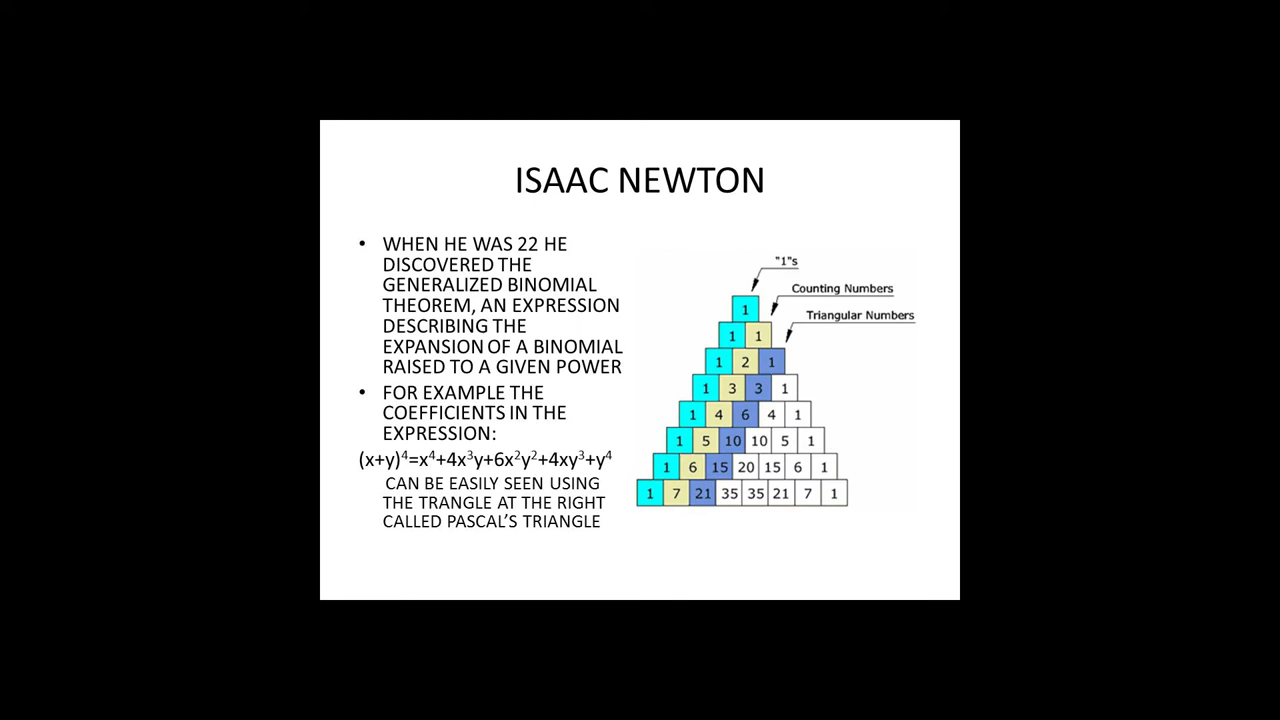 ISAAC NEWTON
• WHEN HE WAS 22 HE
DISCOVERED THE
GENERALIZED BINOMIAL
THEOREM, AN EXPRESSION
DESCRIBING THE
EXPANSION OF A BINOMIAL
RAISED TO A GIVEN POWER
• FOR EXAMPLE THE
COEFFICIENTS IN THE
EXPRESSION:
(x+y)⁴=x⁴+4x³y+6x²y²+4xy³+y⁴
CAN BE EASILY SEEN USING
THE TRANGLE AT THE RIGHT
CALLED PASCAL’S TRIANGLE
"1"s
Counting Numbers
Triangular Numbers
1
1 1
1 2 1
1 3 3 1
1 4 6 4 1
1 5 10 10 5 1
1 6 15 20 15 6 1
1 7 21 35 35 21 7 1